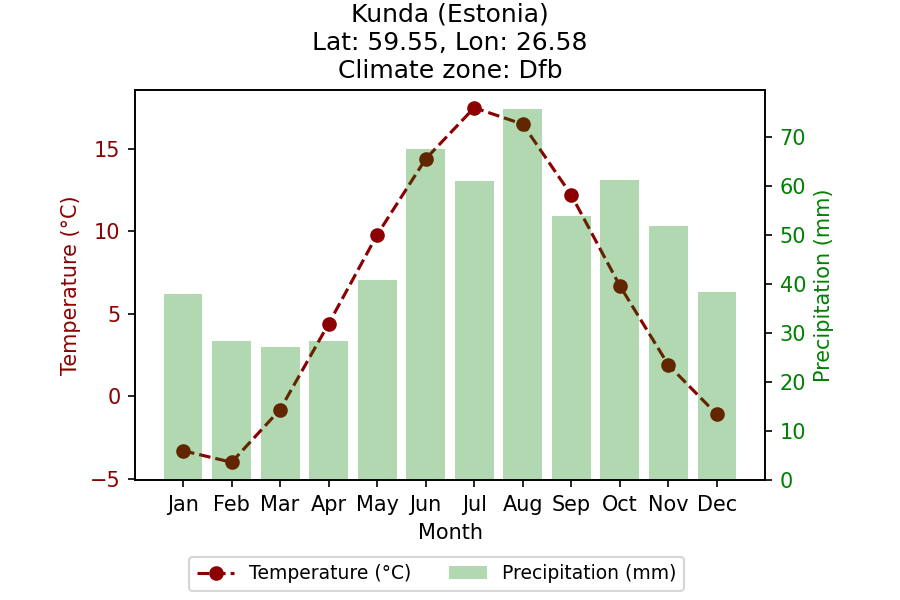 Kunda (Estonia)
Lat: 59.55, Lon: 26.58
Climate zone: Dfb
Temperature (°C)
15
10
5
0
−5
70
60
50
40
30
20
10
0
Precipitation (mm)
Jan Feb Mar Apr May Jun Jul Aug Sep Oct Nov Dec
Month
Temperature (°C) Precipitation (mm)